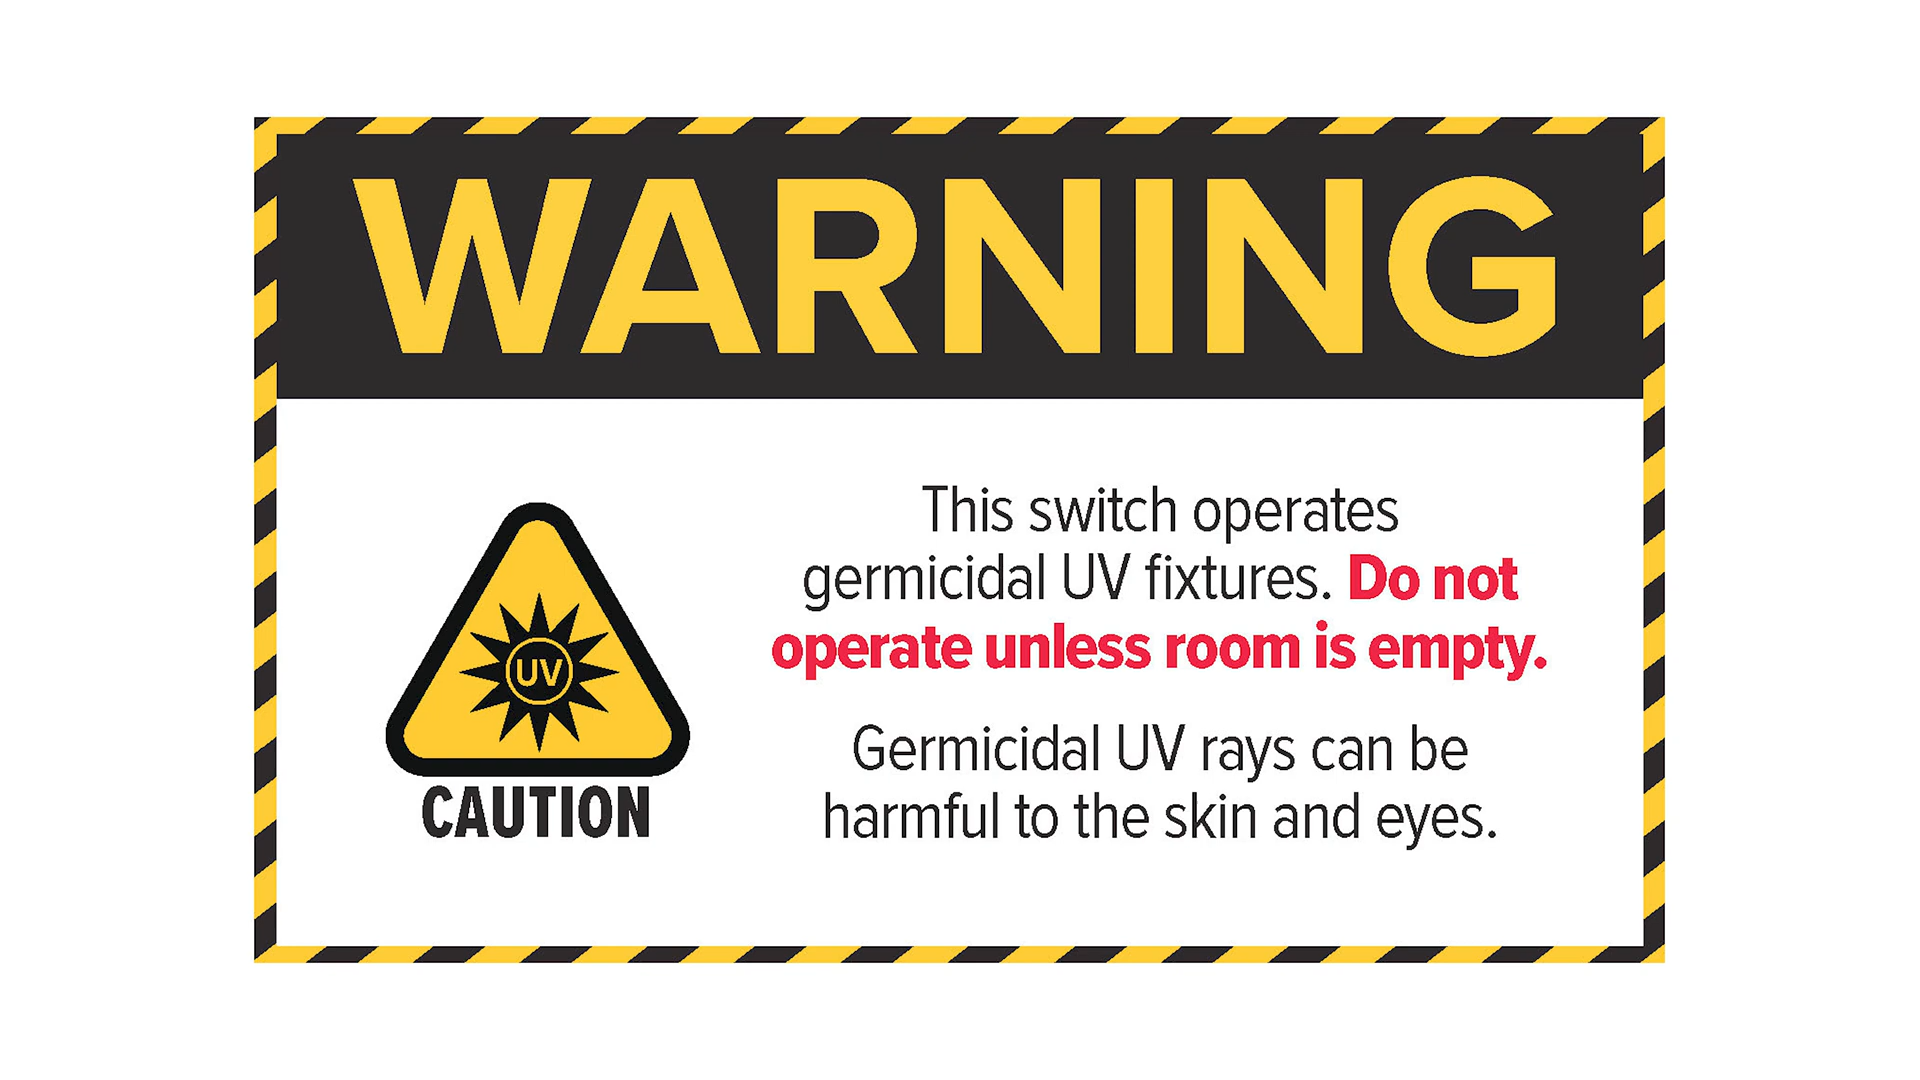 WARNING
UV
CAUTION
This switch operates
germicidal UV fixtures. Do not
operate unless room is empty.
Germicidal UV rays can be
harmful to the skin and eyes.